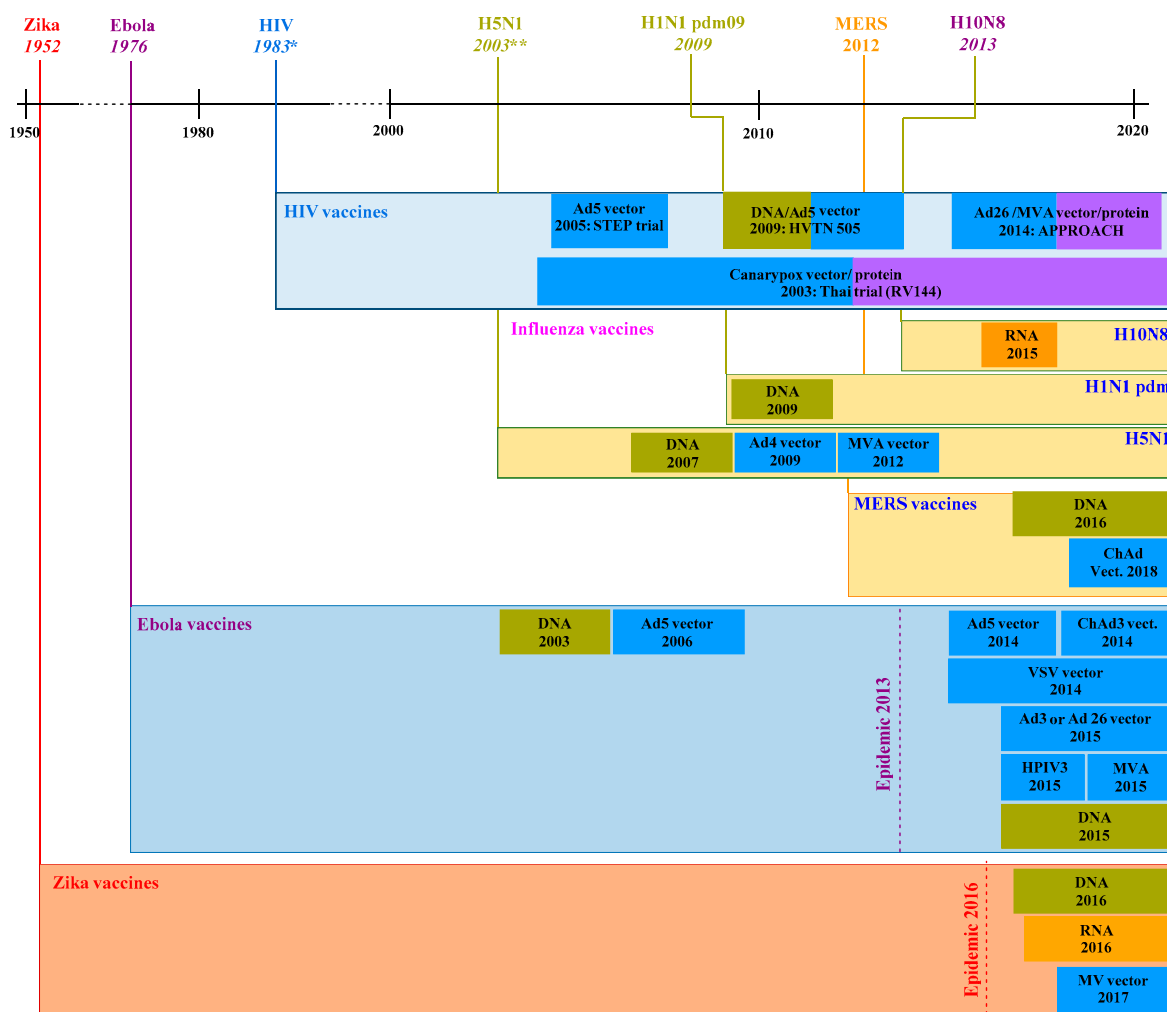 Zika
1952
Ebola
1976
HIV
1983*
H5N1
2003**
H1N1 pdm09
2009
MERS
2012
H10N8
2013
1950
1980
2000
2010
2020
HIV vaccines
Ad5 vector
2005: STEP trial
DNA/Ad5 vector
2009: HVTN 505
Ad26 /MVA vector/protein
2014: APPROACH
Canarypox vector/ protein
2003: Thai trial (RV144)
Influenza vaccines
RNA
2015
H10N8
DNA
2009
H1N1 pdm
DNA
2007
Ad4 vector
2009
MVA vector
2012
H5N1
MERS vaccines
DNA
2016
ChAd
Vect. 2018
Ebola vaccines
DNA
2003
Ad5 vector
2006
Epidemic 2013
Ad5 vector
2014
ChAd3 vect.
2014
VSV vector
2014
Ad3 or Ad 26 vector
2015
HPIV3
2015
MVA
2015
DNA
2015
Zika vaccines
Epidemic 2016
DNA
2016
RNA
2016
MV vector
2017